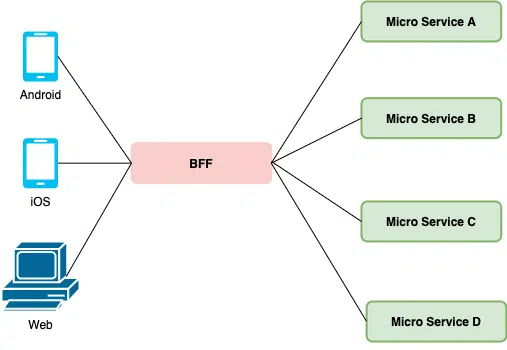 Android
iOS
Web
BFF
Micro Service A
Micro Service B
Micro Service C
Micro Service D